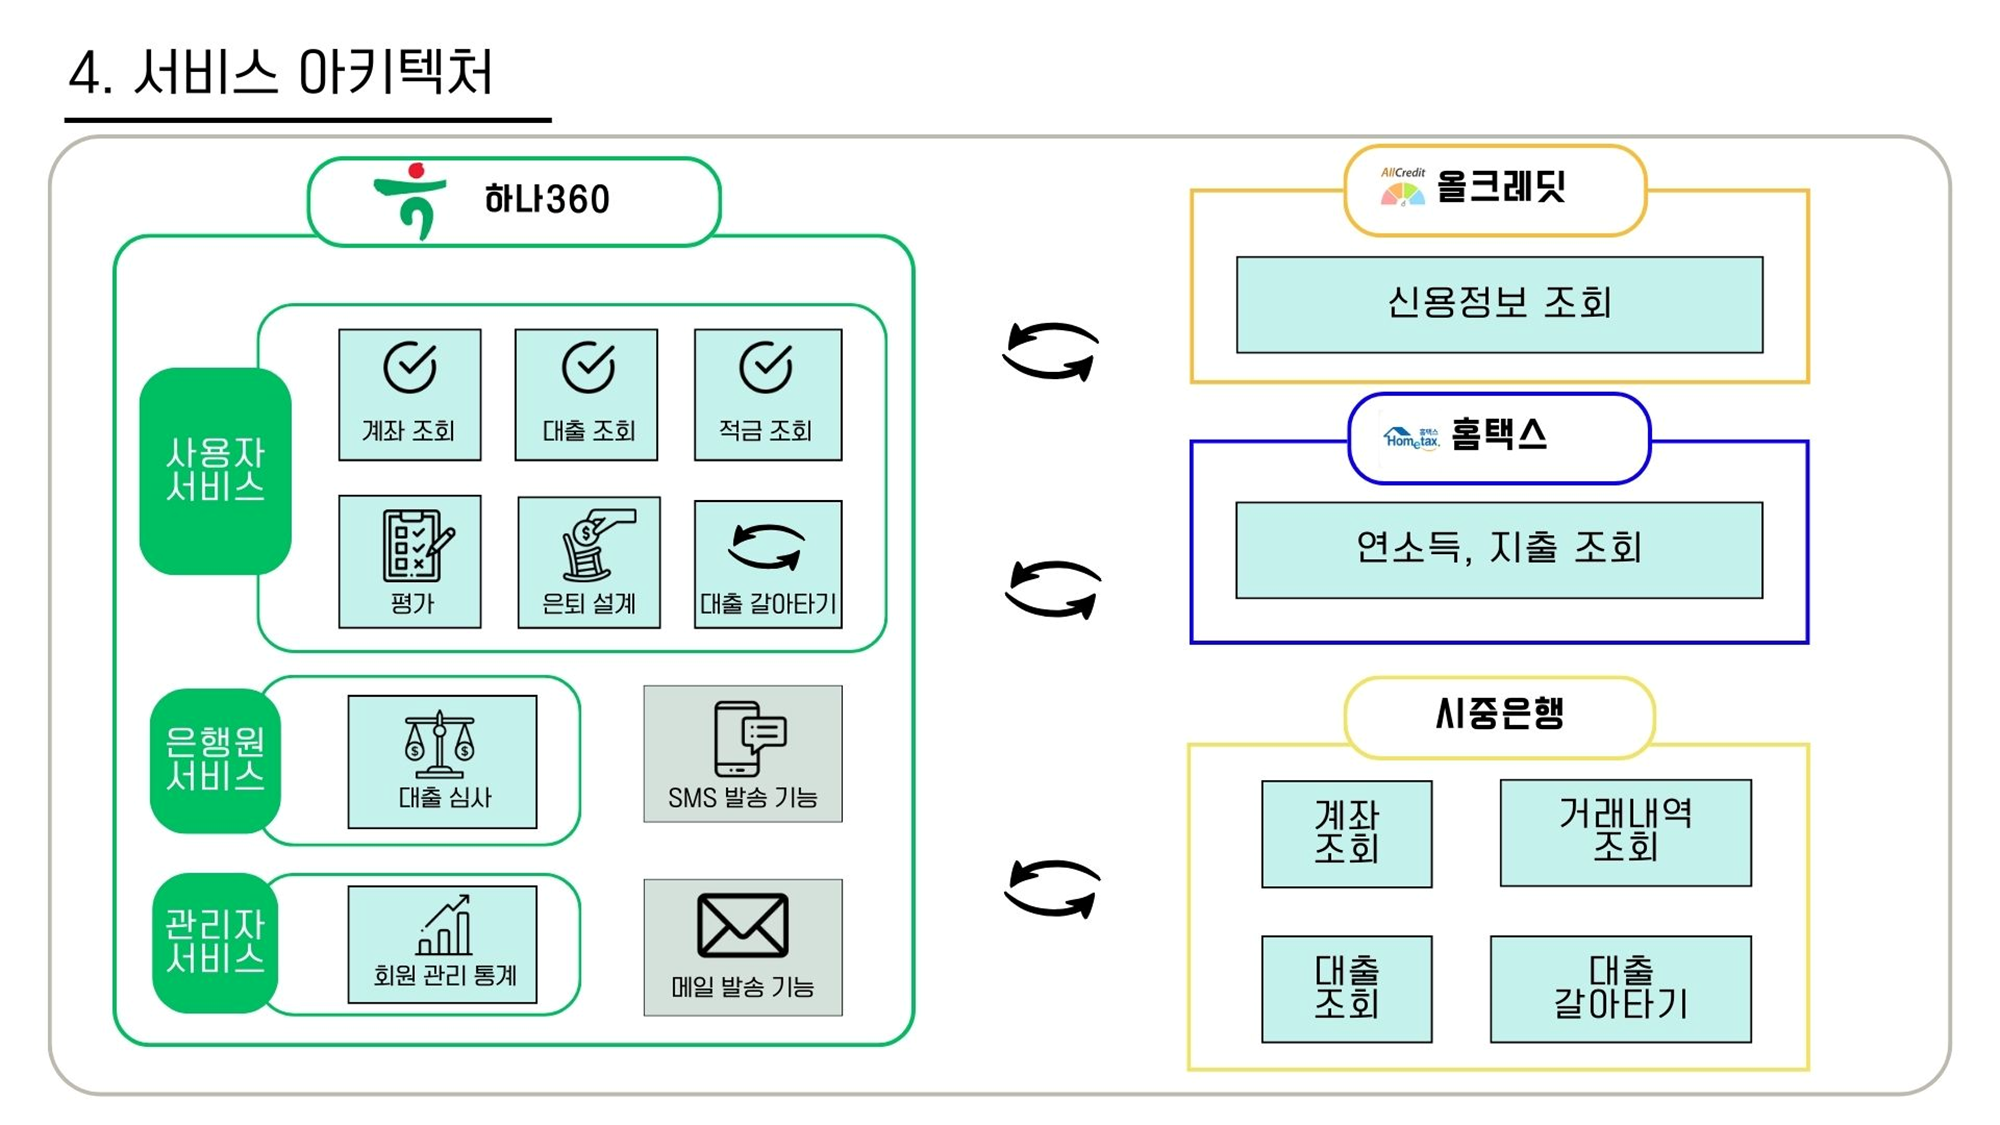 4. 서비스 아키텍처
하나360
사용자
서비스
계좌 조회
대출 조회
적금 조회
평가
은퇴 설계
대출 갈아타기
은행원
서비스
대출 심사
SMS 발송 기능
관리자
서비스
회원 관리 통계
메일 발송 기능
AllCredit
올크레딧
신용정보 조회
홈택스
Hometax.
홈택스
연소득, 지출 조회
시중은행
계좌
조회
거래내역
조회
대출
조회
대출
갈아타기